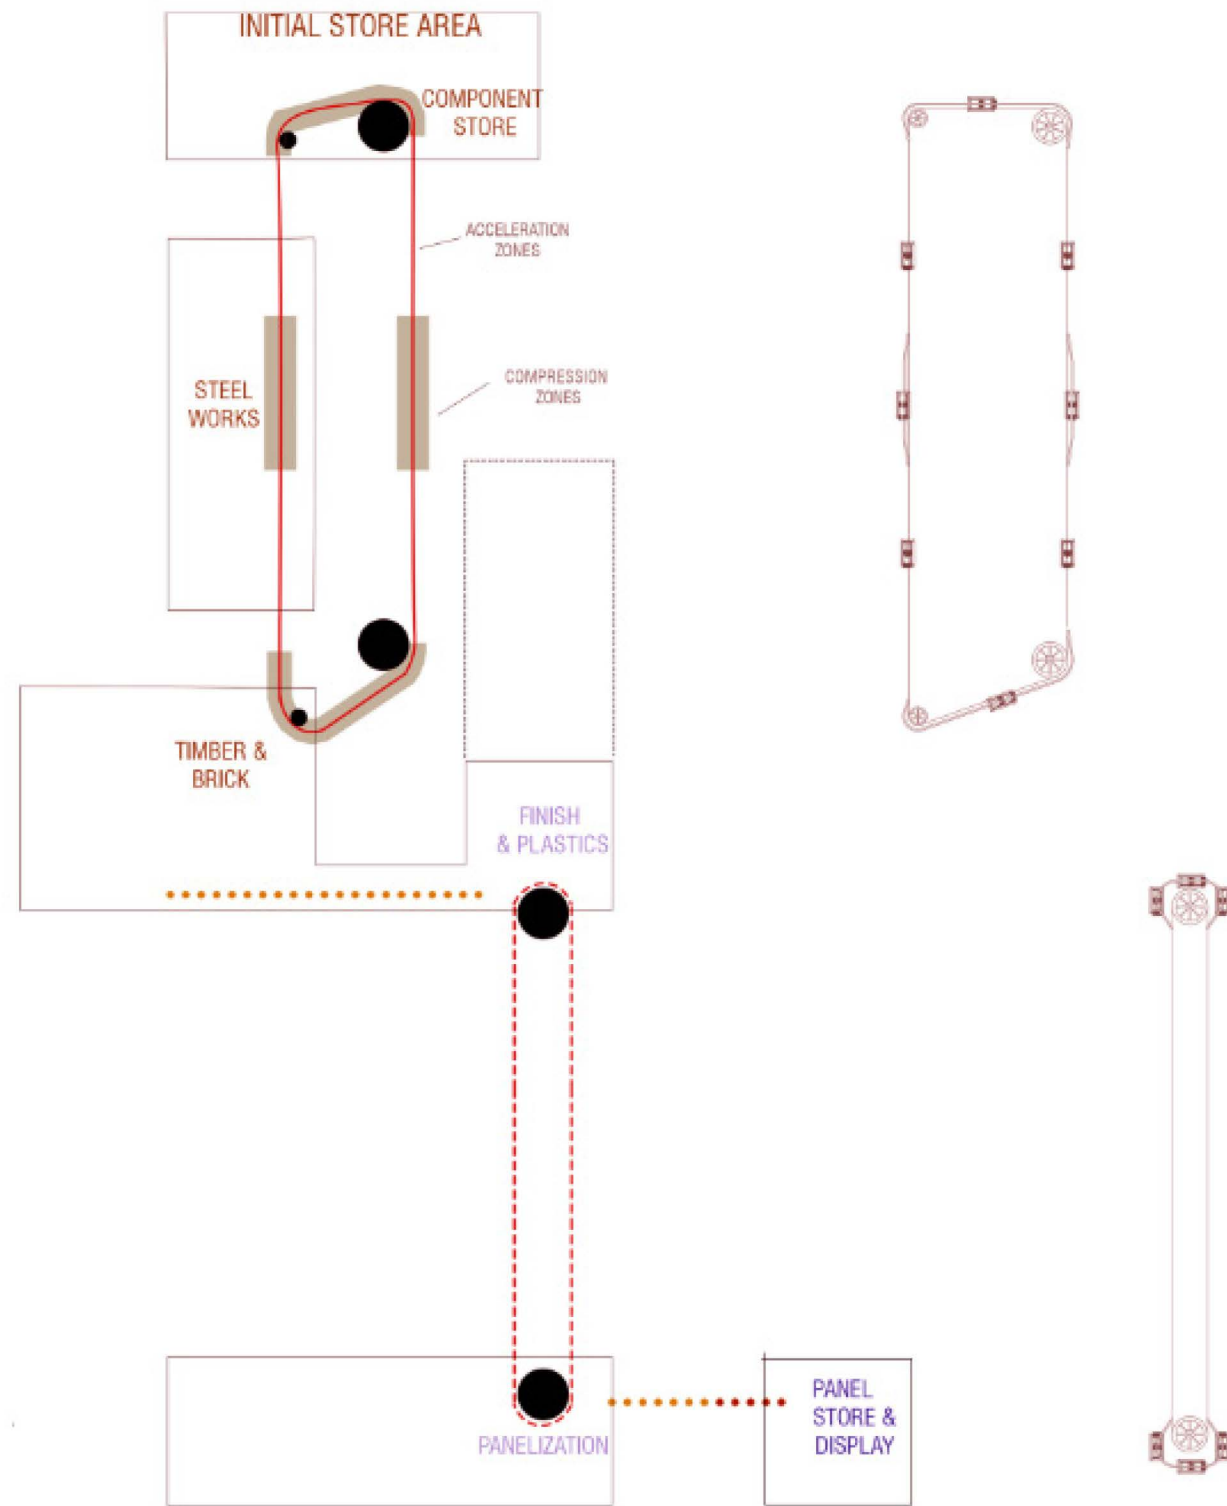 INITIAL STORE AREA
COMPONENT
STORE
ACCELERATION
ZONES
COMPRESSION
ZONES
STEEL
WORKS
TIMBER &
BRICK
FINISH
& PLASTICS
PANELIZATION
PANEL
STORE &
DISPLAY